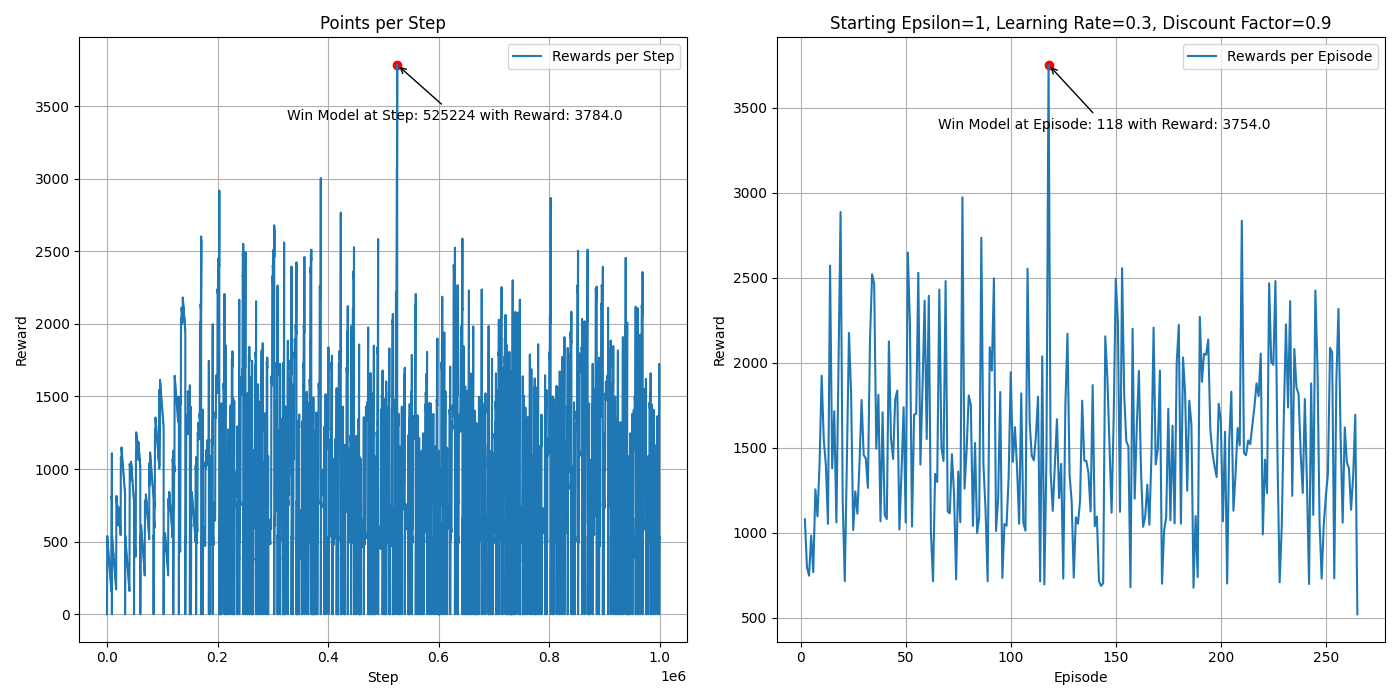 Points per Step
Rewards per Step
Win Model at Step: 525224 with Reward: 3784.0
Reward
3500
3000
2500
2000
1500
1000
500
0
0.0 0.2 0.4 0.6 0.8 1.0
1e6
Step
Starting Epsilon=1, Learning Rate=0.3, Discount Factor=0.9
Rewards per Episode
Win Model at Episode: 118 with Reward: 3754.0
Reward
3500
3000
2500
2000
1500
1000
500
0 50 100 150 200 250
Episode